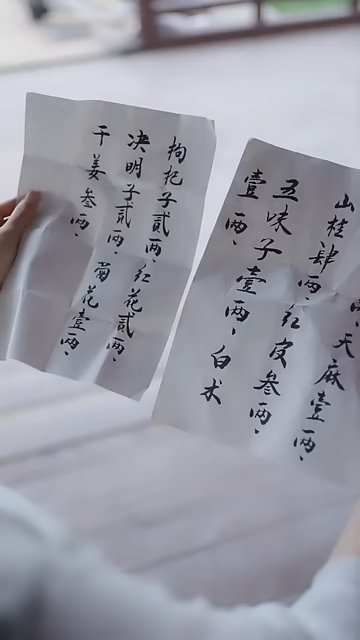 两、天麻壹两、
山桂肆两、红皮叁两、
五味子壹两、白术
壹两、
枸杞子贰两、红花贰两、
决明子贰两、菊花壹两、
干姜叁两、